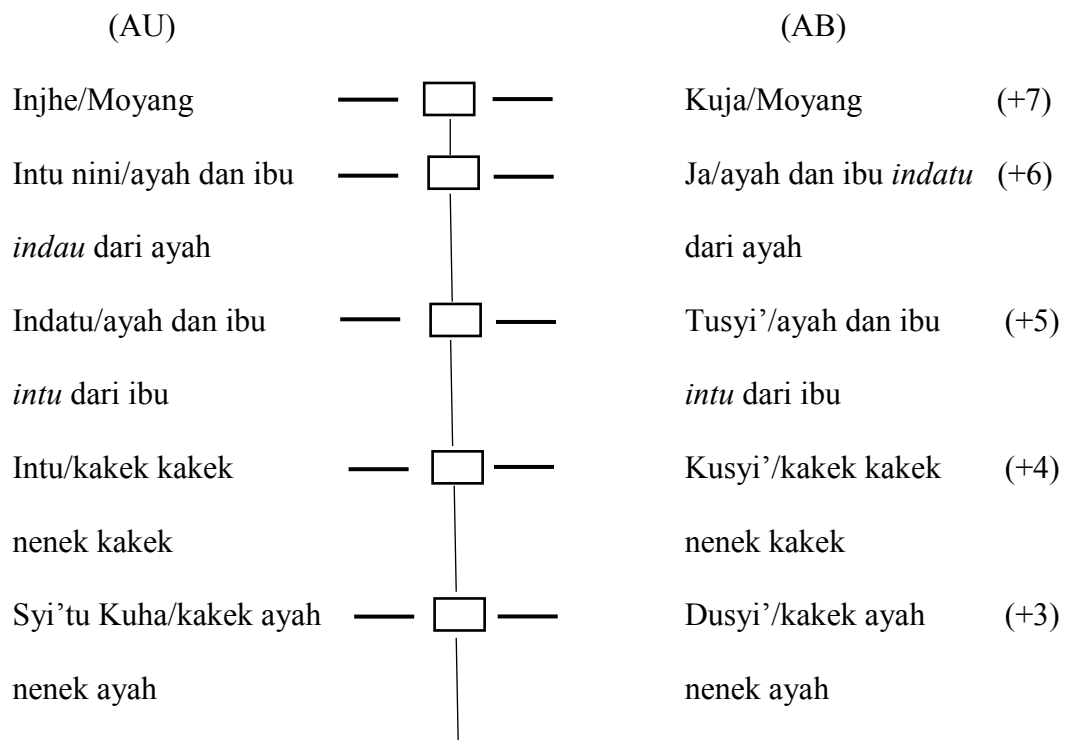 (AU) (AB)
Injhe/Moyang Kuja/Moyang (+7)
Intu nini/ayah dan ibu Ja/ayah dan ibu indatu (+6)
indau dari ayah dari ayah
Indatu/ayah dan ibu Tusyi’/ayah dan ibu (+5)
intu dari ibu intu dari ibu
Intu/kakek kakek Kusyi’/kakek kakek (+4)
nenek kakek nenek kakek
Syi’tu Kuha/kakek ayah Dusyi’/kakek ayah (+3)
nenek ayah nenek ayah